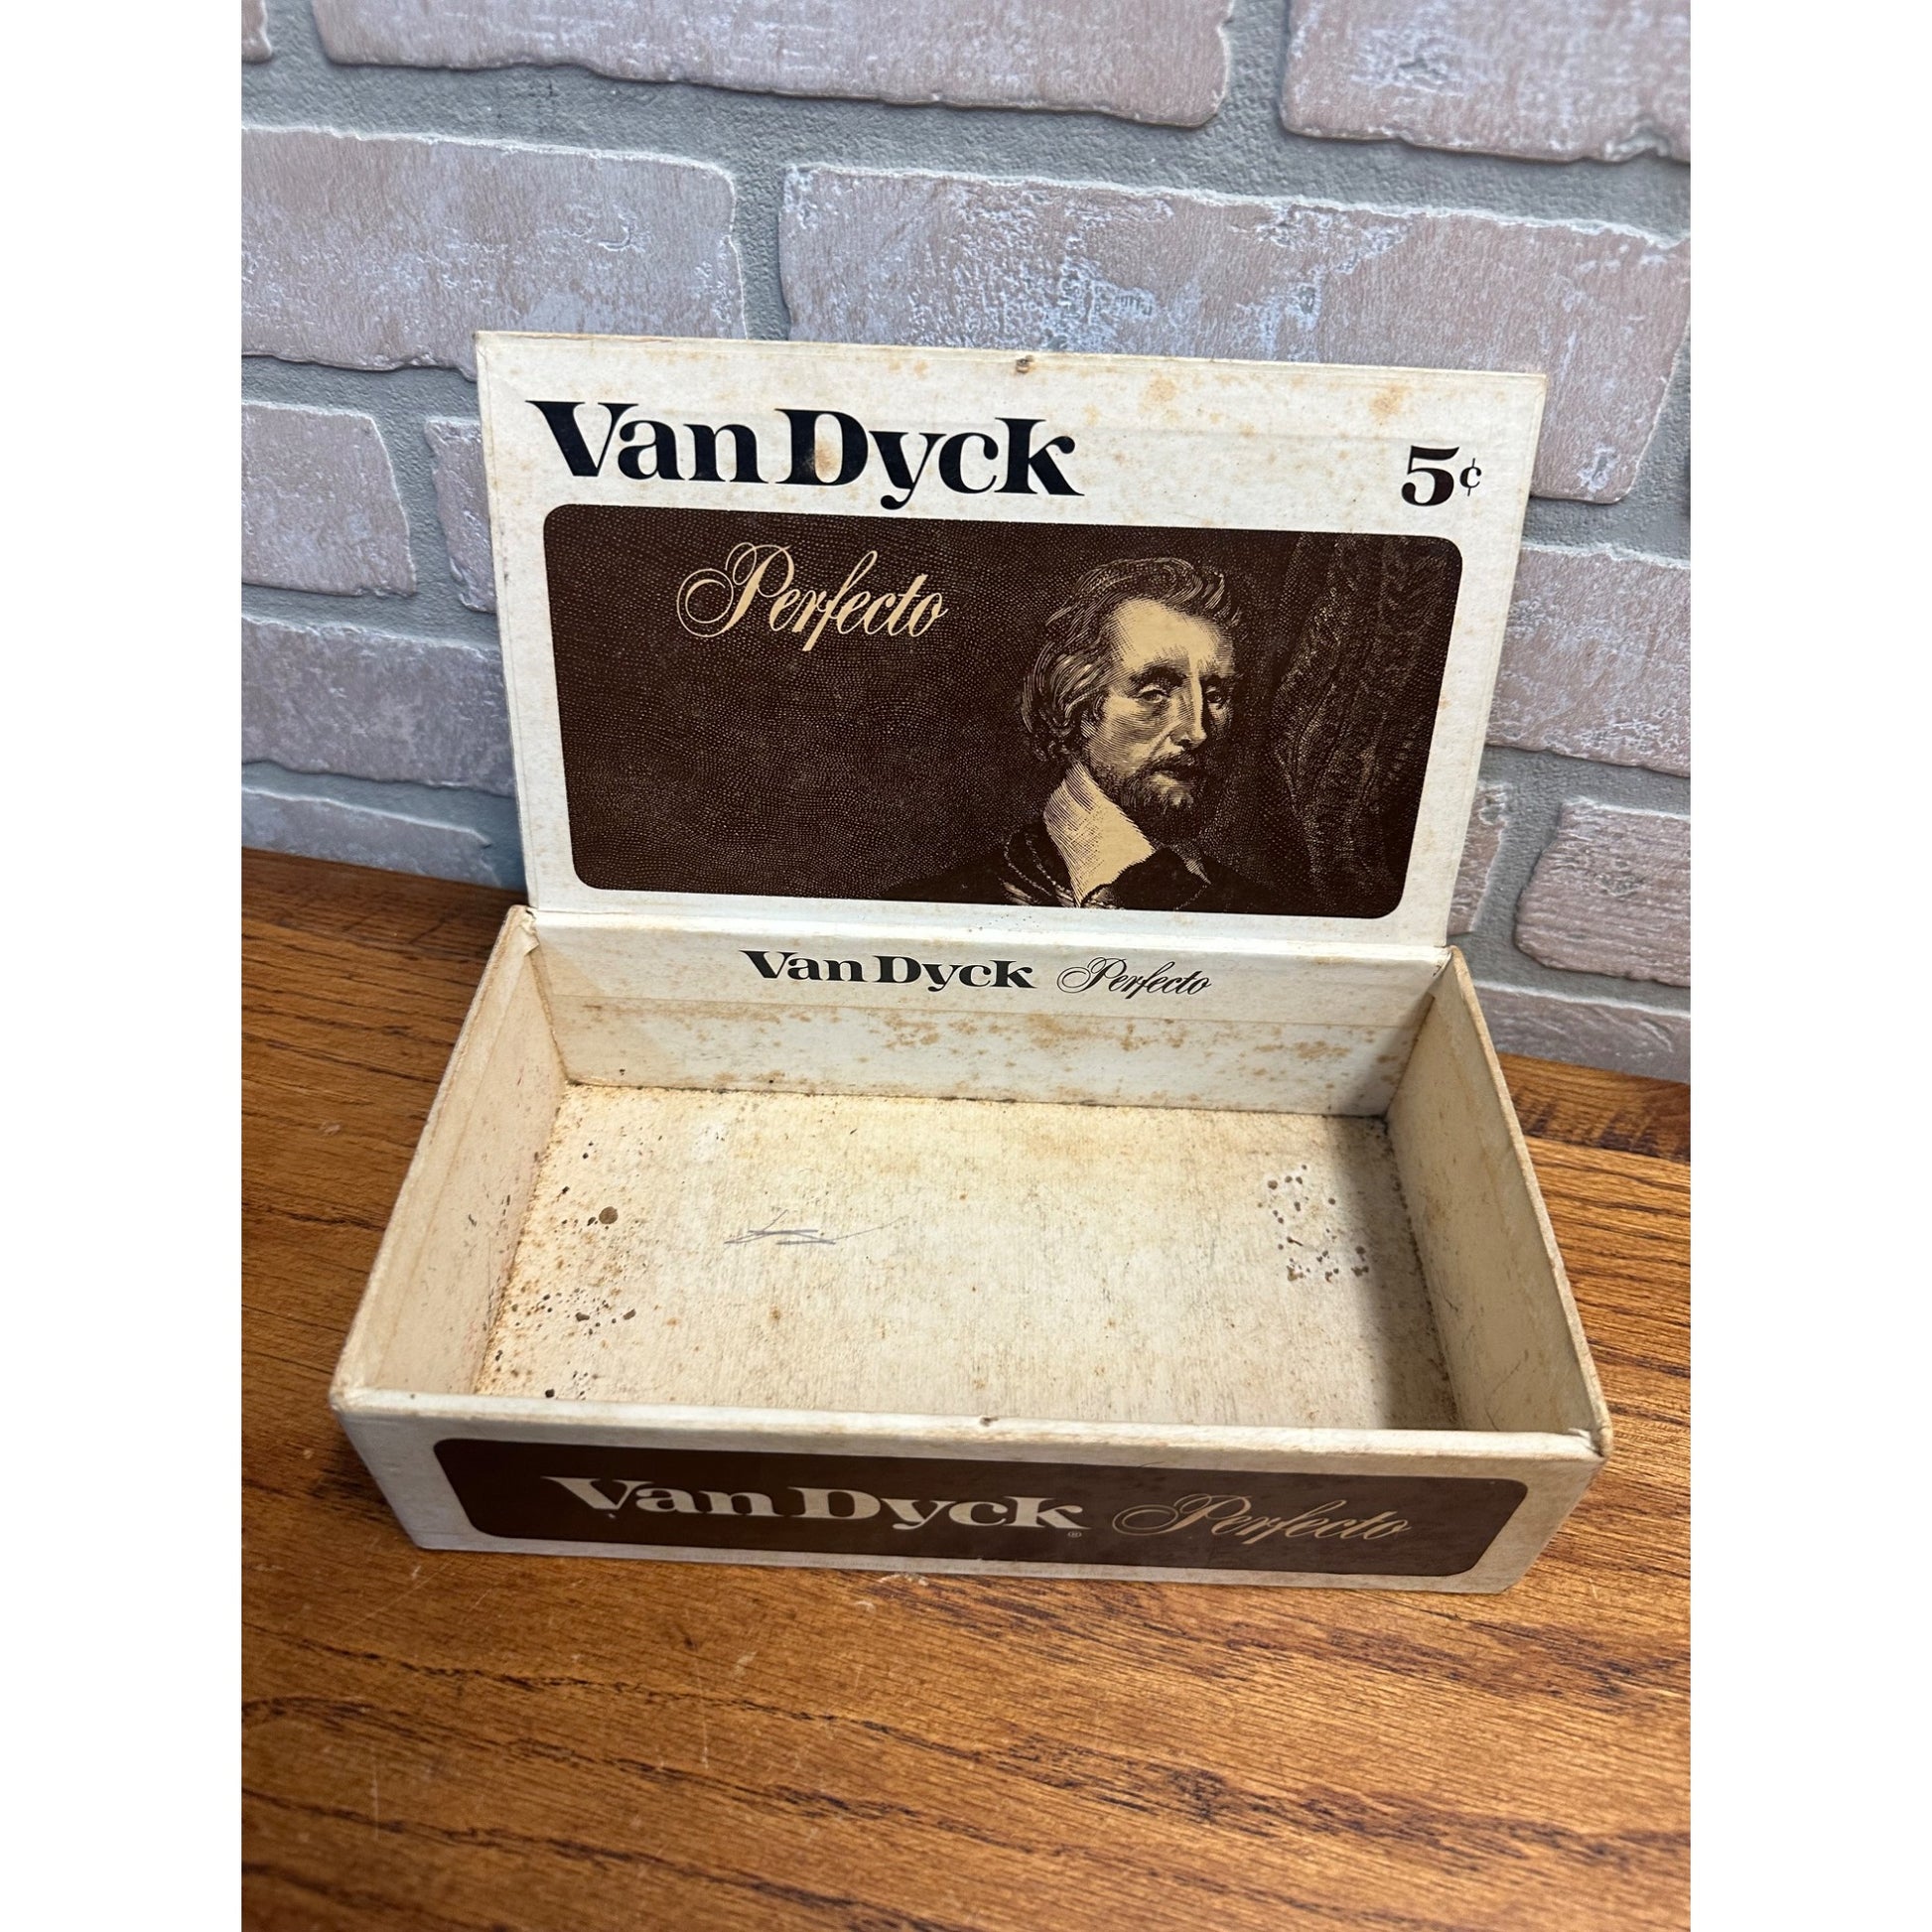 Van Dyck 5¢
Perfecto
Van Dyck Perfecto
Van Dyck® Perfecto